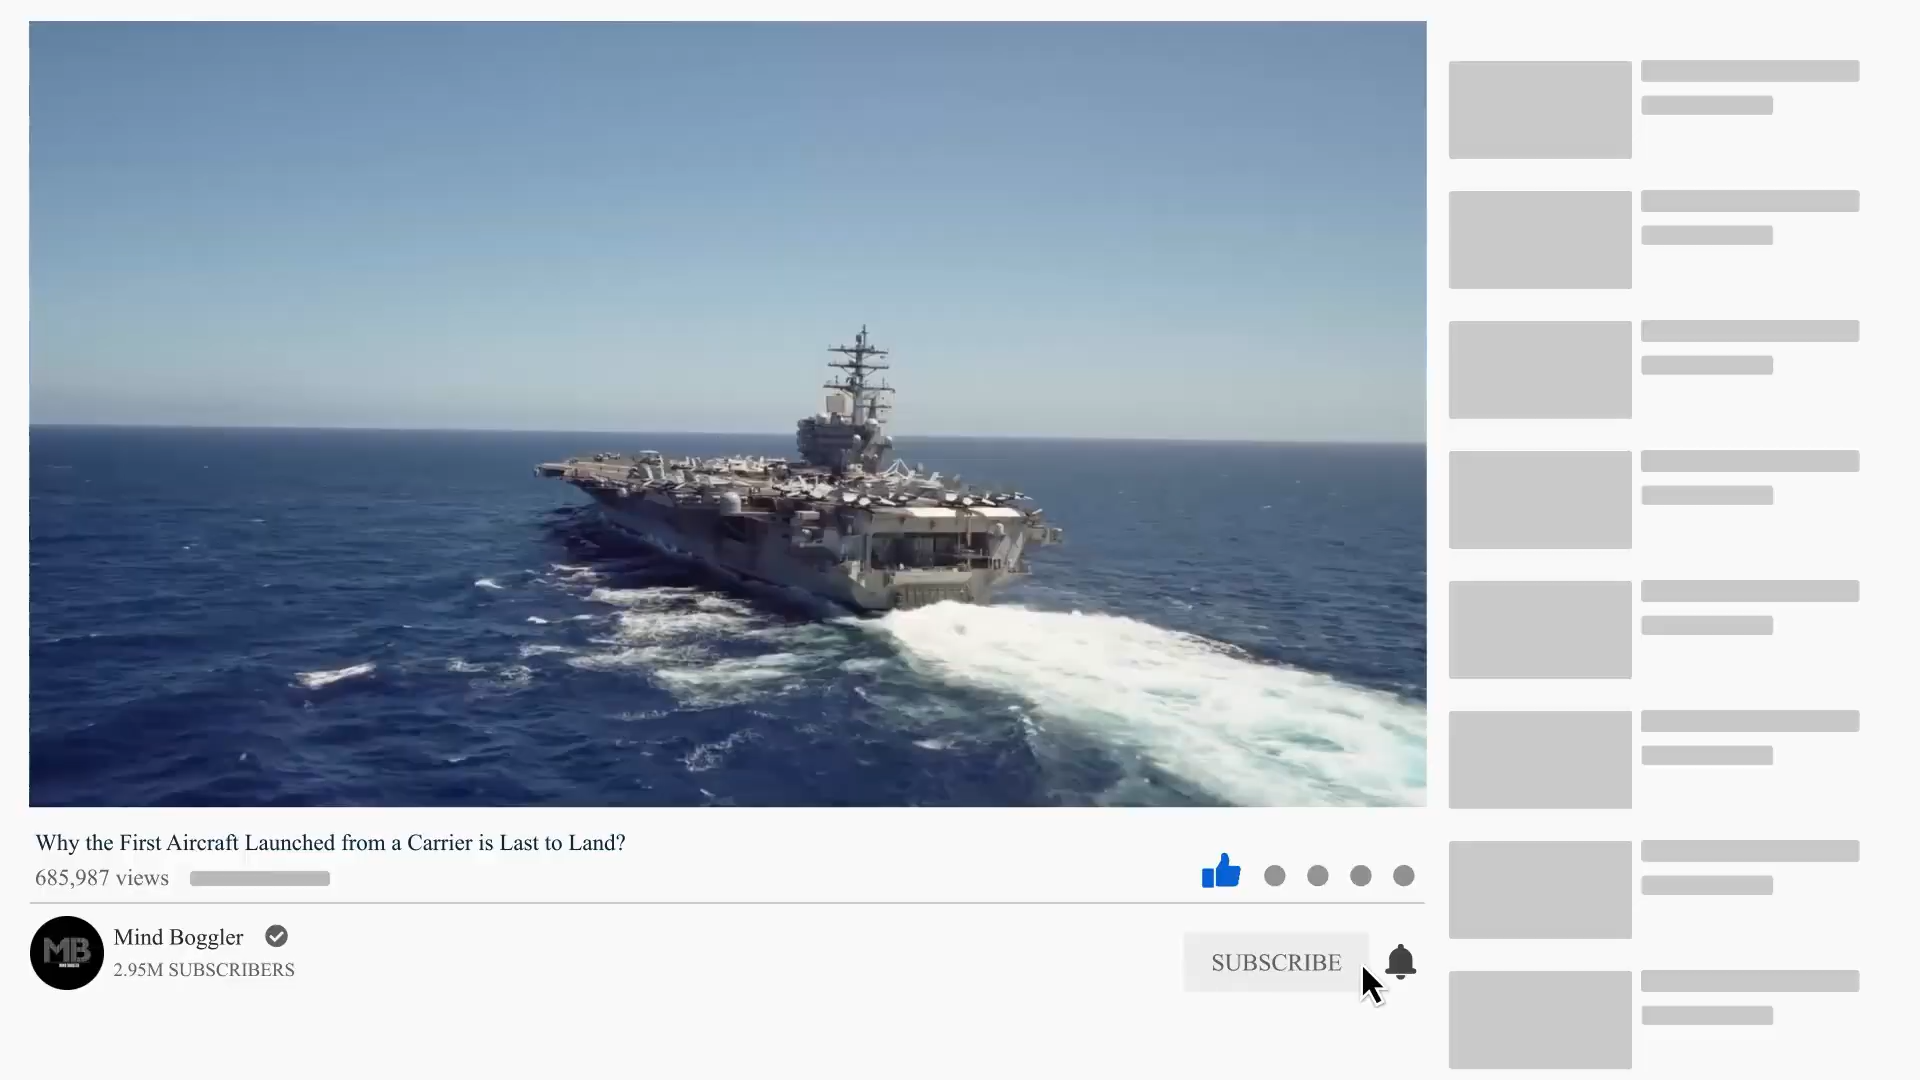 Why the First Aircraft Launched from a Carrier is Last to Land?
685,987 views
MB
Mind Boggler
2.95M SUBSCRIBERS
SUBSCRIBE